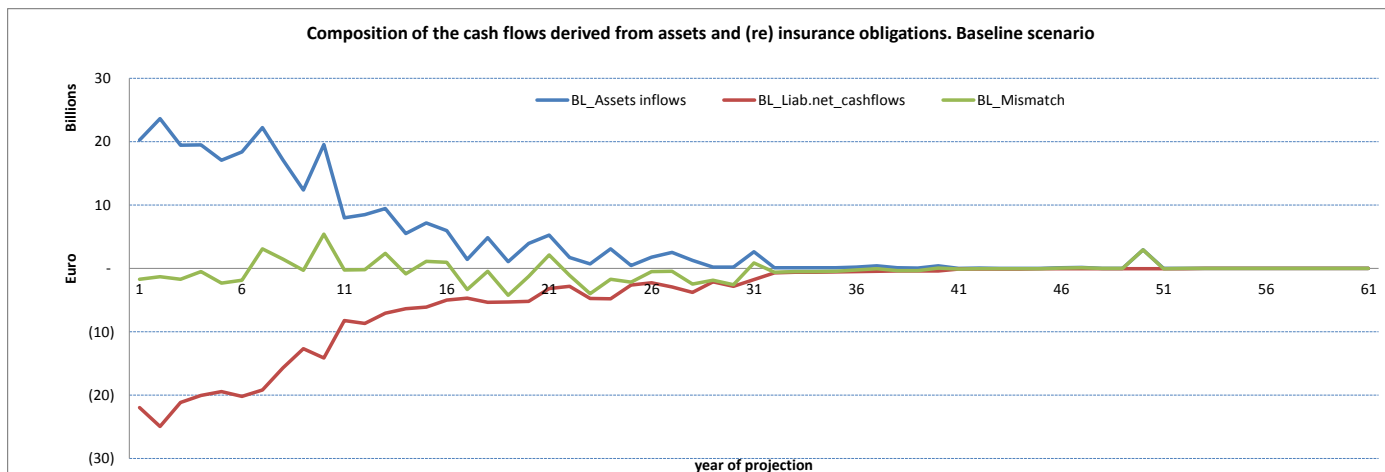 Composition of the cash flows derived from assets and (re) insurance obligations. Baseline scenario
Billions
Euro
30
20
10
-
(10)
(20)
(30)
BL_Assets inflows BL_Liab.net_cashflows BL_Mismatch
1 6 11 16 21 26 31 36 41 46 51 56 61
year of projection